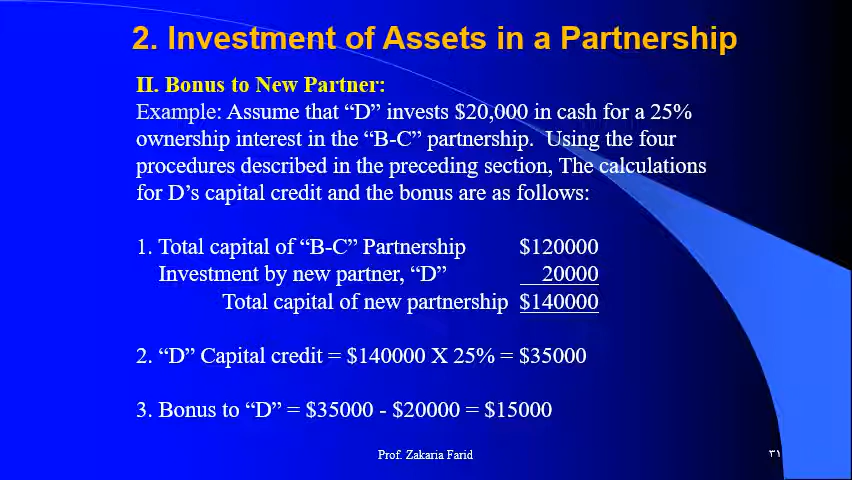 2. Investment of Assets in a Partnership
II. Bonus to New Partner:
Example: Assume that “D” invests $20,000 in cash for a 25%
ownership interest in the “B-C” partnership. Using the four
procedures described in the preceding section, The calculations
for D’s capital credit and the bonus are as follows:
1. Total capital of “B-C” Partnership $120000
Investment by new partner, “D” 20000
Total capital of new partnership $140000
2. “D” Capital credit = $140000 X 25% = $35000
3. Bonus to “D” = $35000 - $20000 = $15000
Prof. Zakaria Farid ٣١